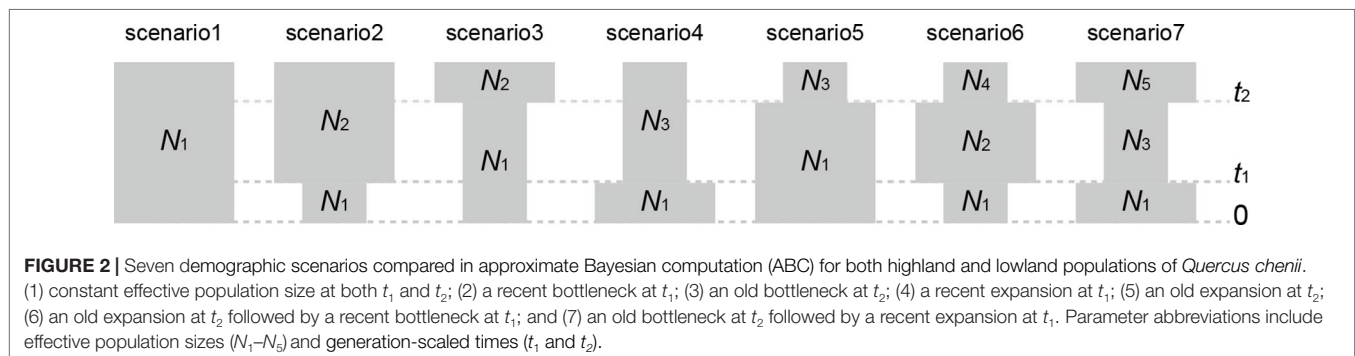 scenario1 scenario2 scenario3 scenario4 scenario5 scenario6 scenario7
N2 N3 N4 N5
t2
N1 N2 N3 N2 N3
N1 N1
t1
N1 N1 N1 N1
0
FIGURE 2 | Seven demographic scenarios compared in approximate Bayesian computation (ABC) for both highland and lowland populations of Quercus chenii.
(1) constant effective population size at both t1 and t2; (2) a recent bottleneck at t1; (3) an old bottleneck at t2; (4) a recent expansion at t1; (5) an old expansion at t2;
(6) an old expansion at t2 followed by a recent bottleneck at t1; and (7) an old bottleneck at t2 followed by a recent expansion at t1. Parameter abbreviations include
effective population sizes (N1–N5) and generation-scaled times (t1 and t2).